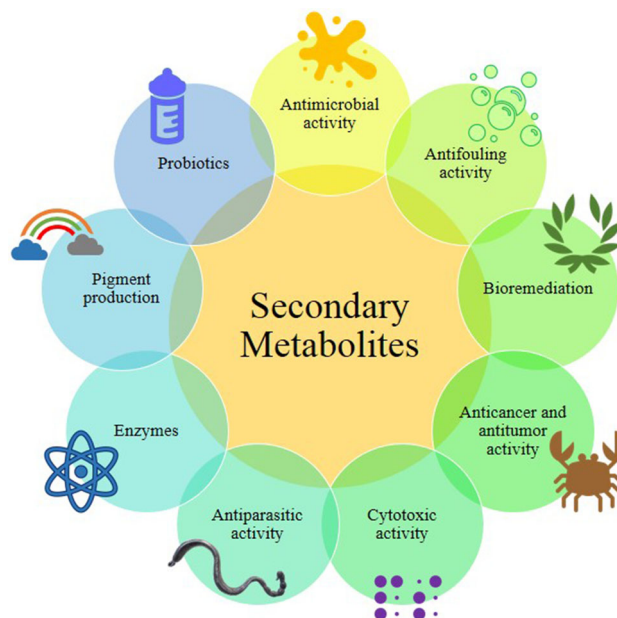 Antimicrobial
activity
Antifouling
activity
Probiotics
Bioremediation
Pigment
production
Secondary
Metabolites
Anticancer and
antitumor
activity
Enzymes
Antiparasitic
activity
Cytotoxic
activity